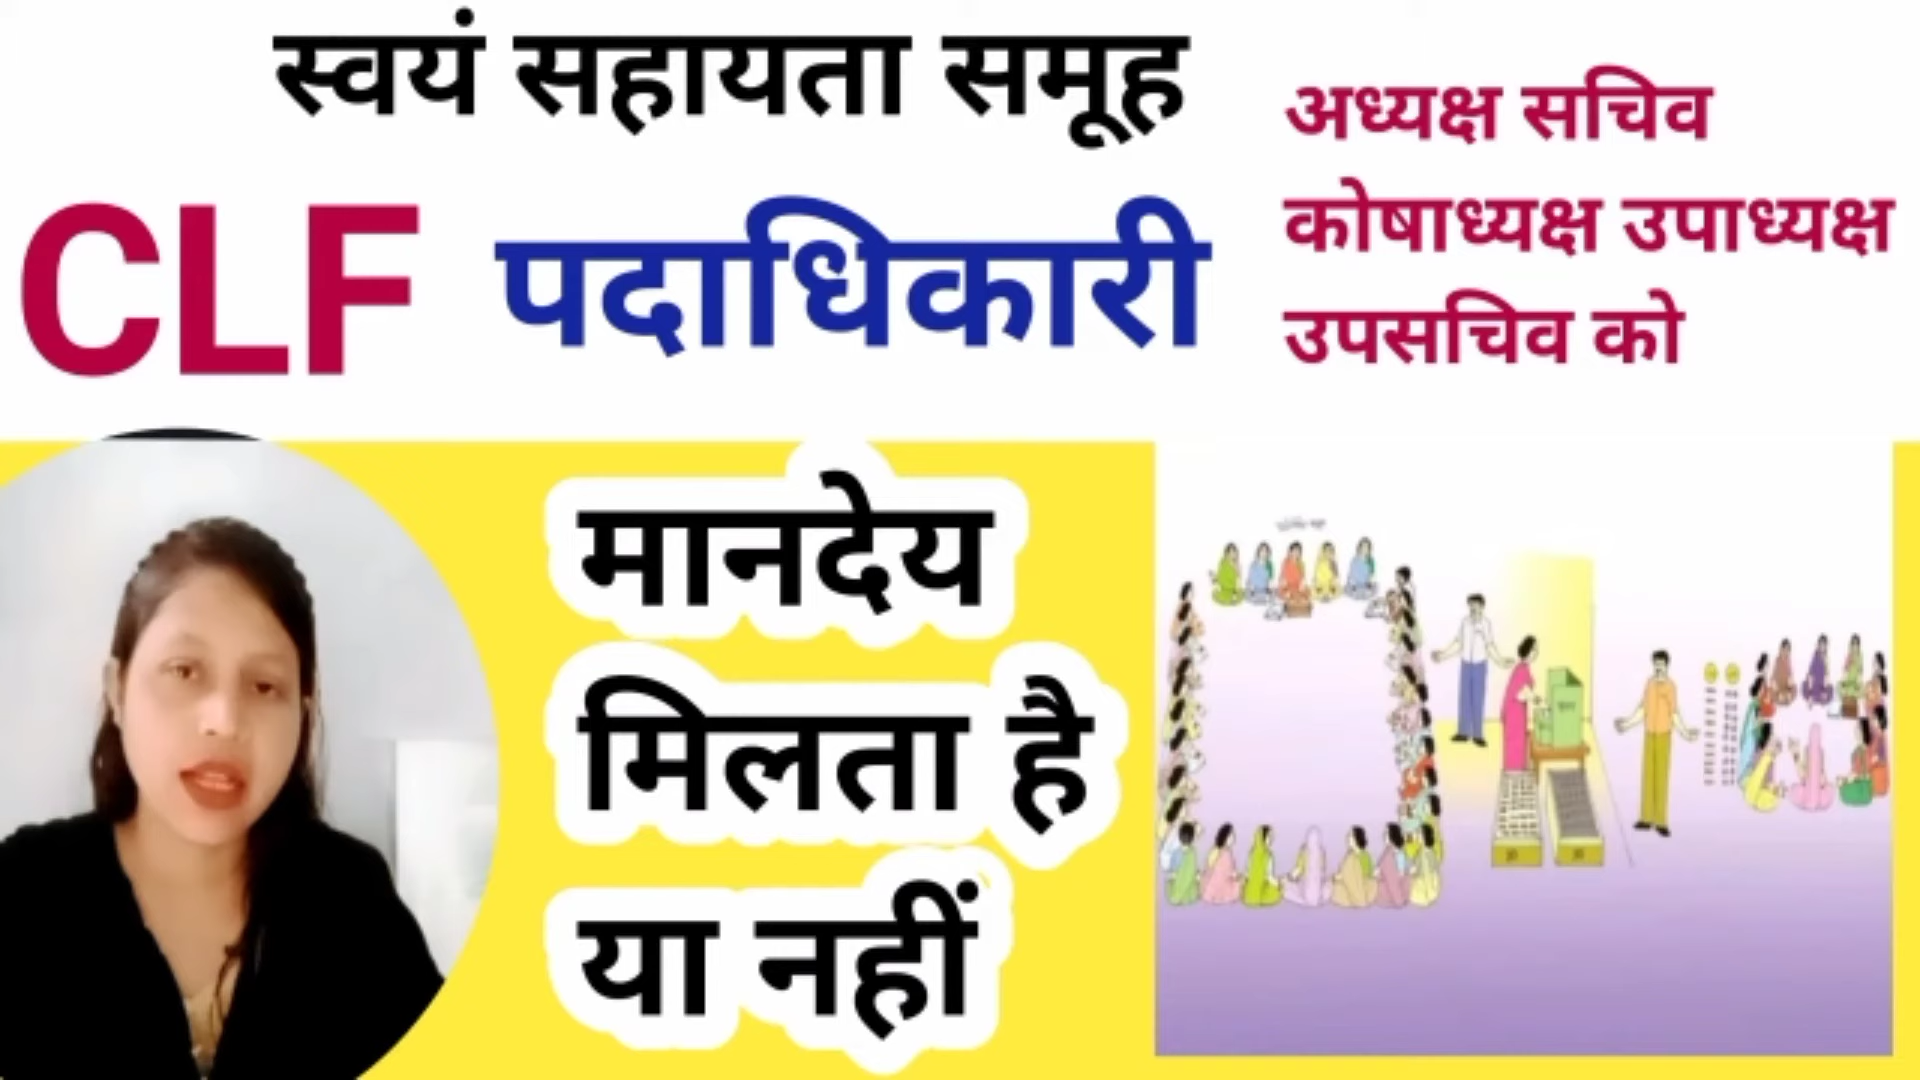 स्वयं सहायता समूह
CLF पदाधिकारी
अध्यक्ष सचिव
कोषाध्यक्ष उपाध्यक्ष
उपसचिव को
मानदेय
मिलता है
या नहीं